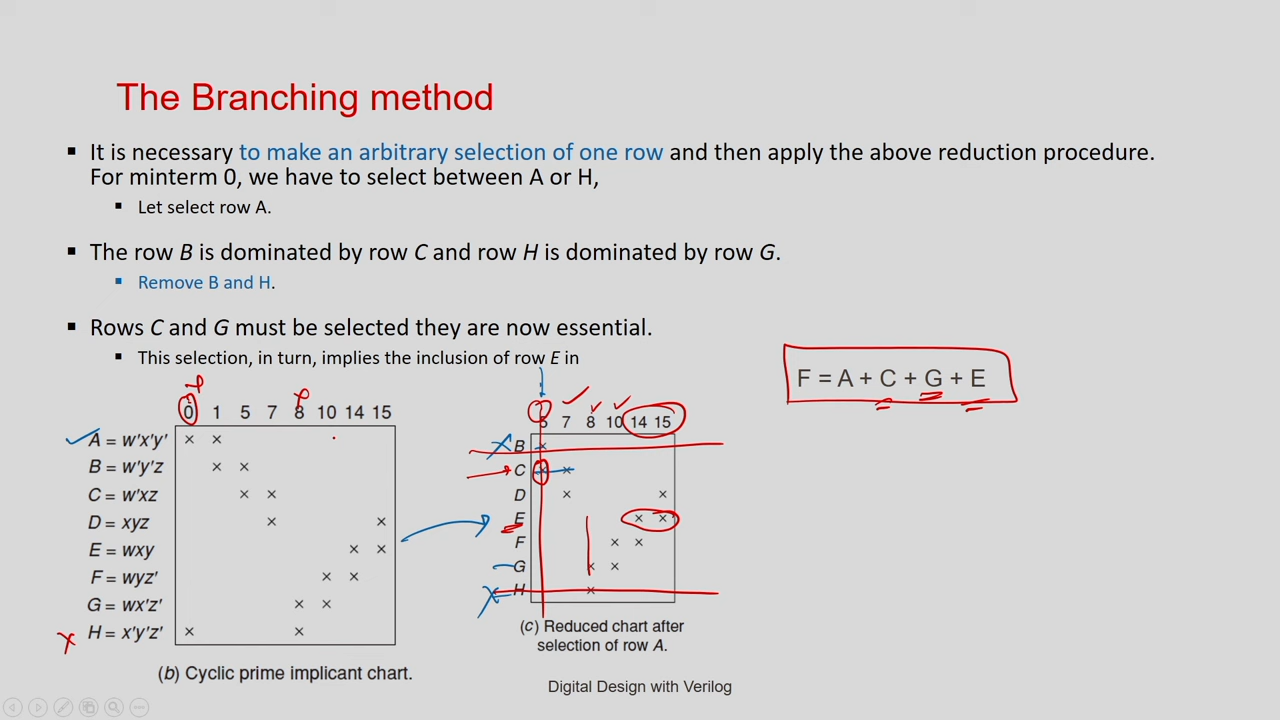 The Branching method
▪ It is necessary to make an arbitrary selection of one row and then apply the above reduction procedure.
For minterm 0, we have to select between A or H,
▪ Let select row A.
▪ The row B is dominated by row C and row H is dominated by row G.
▪ Remove B and H.
▪ Rows C and G must be selected they are now essential.
▪ This selection, in turn, implies the inclusion of row E in
F = A + C + G + E
0 1 5 7 8 10 14 15
A = w'x'y' × ×
B = w'y'z × ×
C = w'xz × ×
D = xyz × ×
E = wxy × ×
F = wyz' × ×
G = wx'z' × ×
H = x'y'z' × ×
(b) Cyclic prime implicant chart.
5 7 8 10 14 15
B ×
C × ×
D × ×
E × ×
F × ×
G × ×
H ×
(c) Reduced chart after
selection of row A.
Digital Design with Verilog